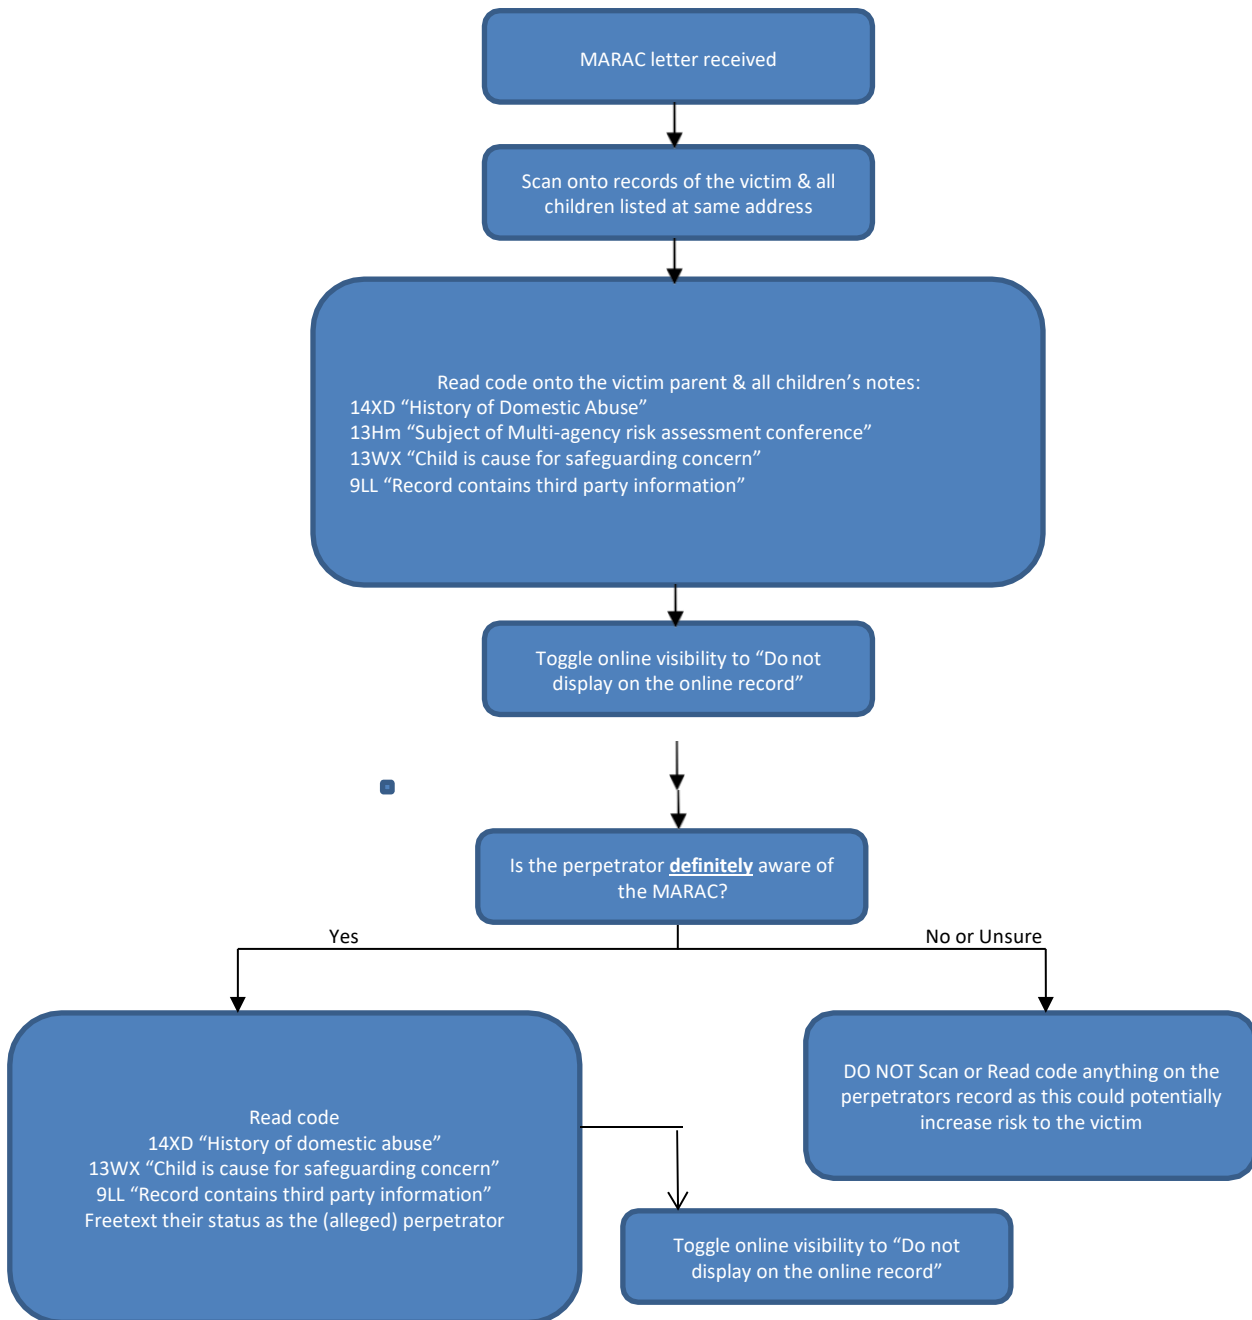 MARAC letter received
Scan onto records of the victim & all
children listed at same address
Read code onto the victim parent & all children’s notes:
14XD “History of Domestic Abuse”
13Hm “Subject of Multi-agency risk assessment conference”
13WX “Child is cause for safeguarding concern”
9LL “Record contains third party information”
Toggle online visibility to “Do not
display on the online record”
Is the perpetrator definitely aware of
the MARAC?
Yes
No or Unsure
Read code
14XD “History of domestic abuse”
13WX “Child is cause for safeguarding concern”
9LL “Record contains third party information”
Freetext their status as the (alleged) perpetrator
DO NOT Scan or Read code anything on the
perpetrators record as this could potentially
increase risk to the victim
Toggle online visibility to “Do not
display on the online record”